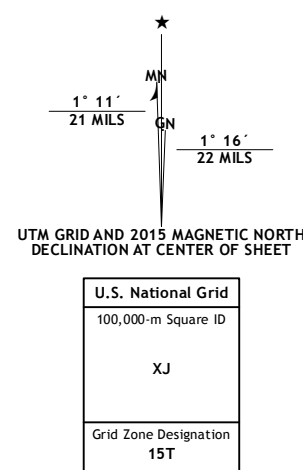 MN
1° 11´
21 MILS
GN
1° 16´
22 MILS
UTM GRID AND 2015 MAGNETIC NORTH
DECLINATION AT CENTER OF SHEET
U.S. National Grid
100,000-m Square ID
XJ
Grid Zone Designation
15T